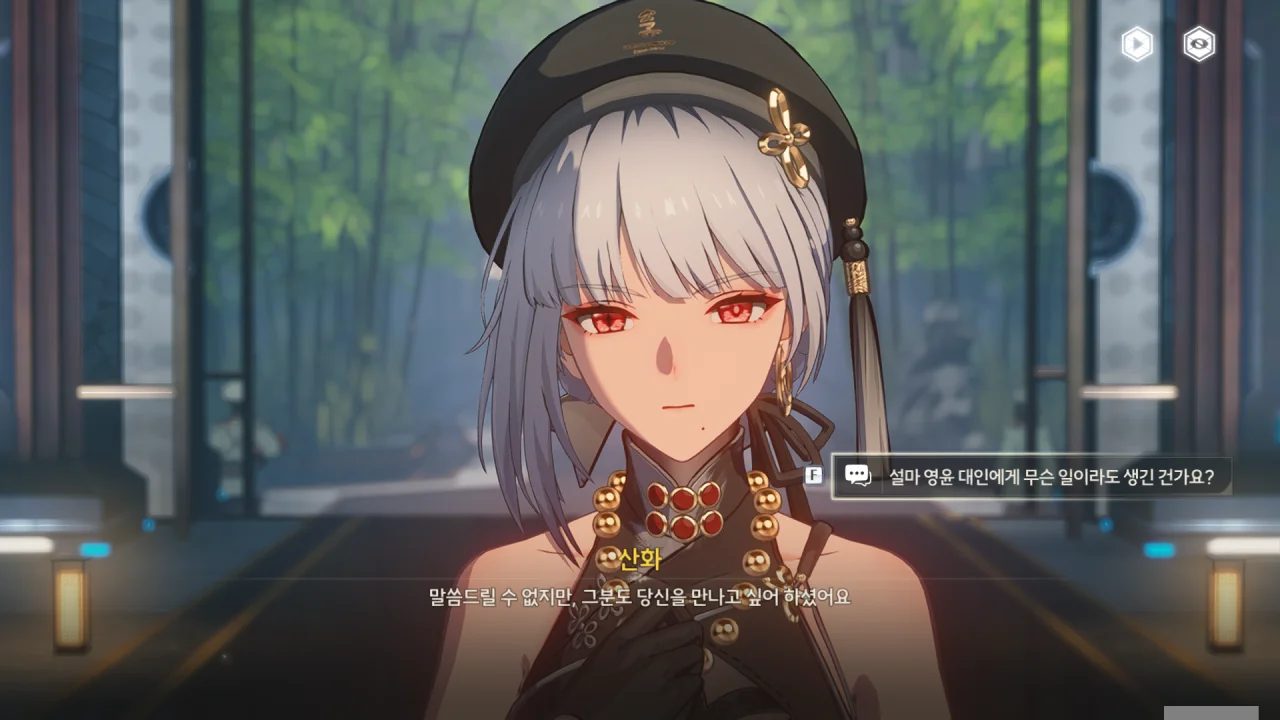 F
설마 영윤 대인에게 무슨 일이라도 생긴 건가요?
산화
말씀드릴 수 없지만, 그분도 당신을 만나고 싶어 하셨어요